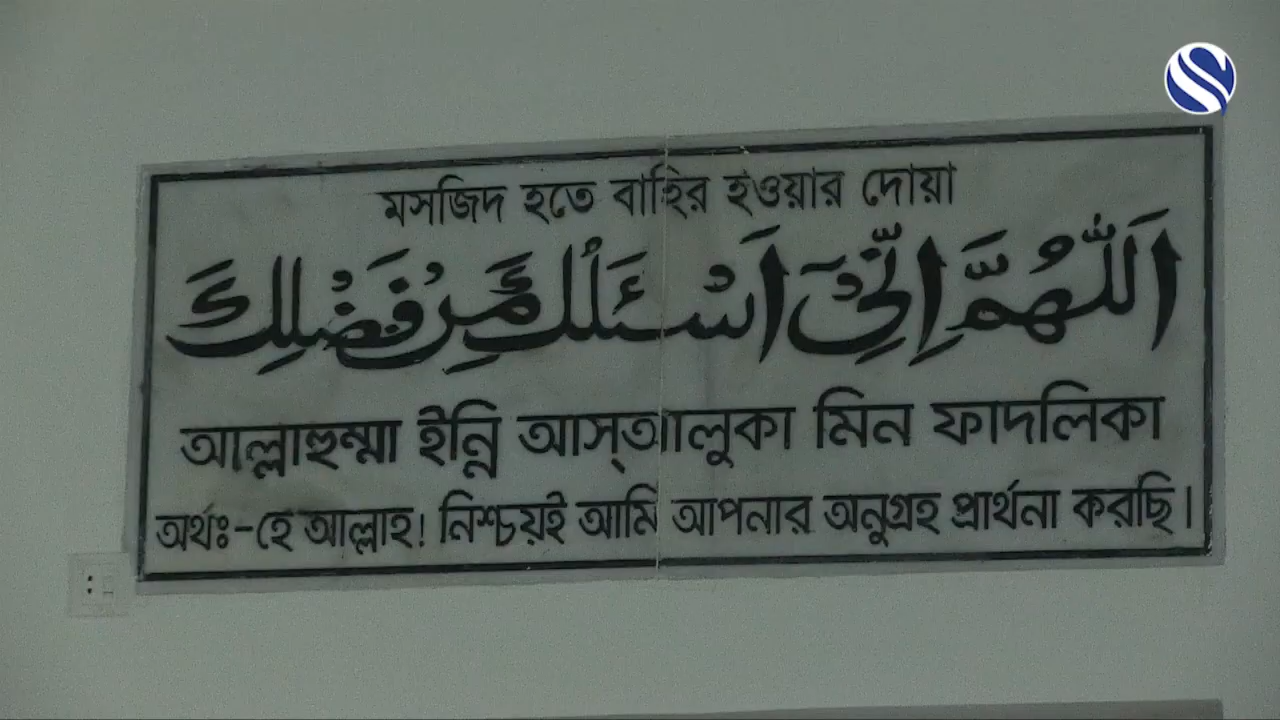 মসজিদ হতে বাহির হওয়ার দোয়া
اَللّٰهُمَّ اِنِّيْٓ اَسْئَلُكَ مِنْ فَضْلِكَ
আল্লাহুম্মা ইন্নি আস্আলুকা মিন ফাদলিকা
অর্থঃ-হে আল্লাহ! নিশ্চয়ই আমি আপনার অনুগ্রহ প্রার্থনা করছি।